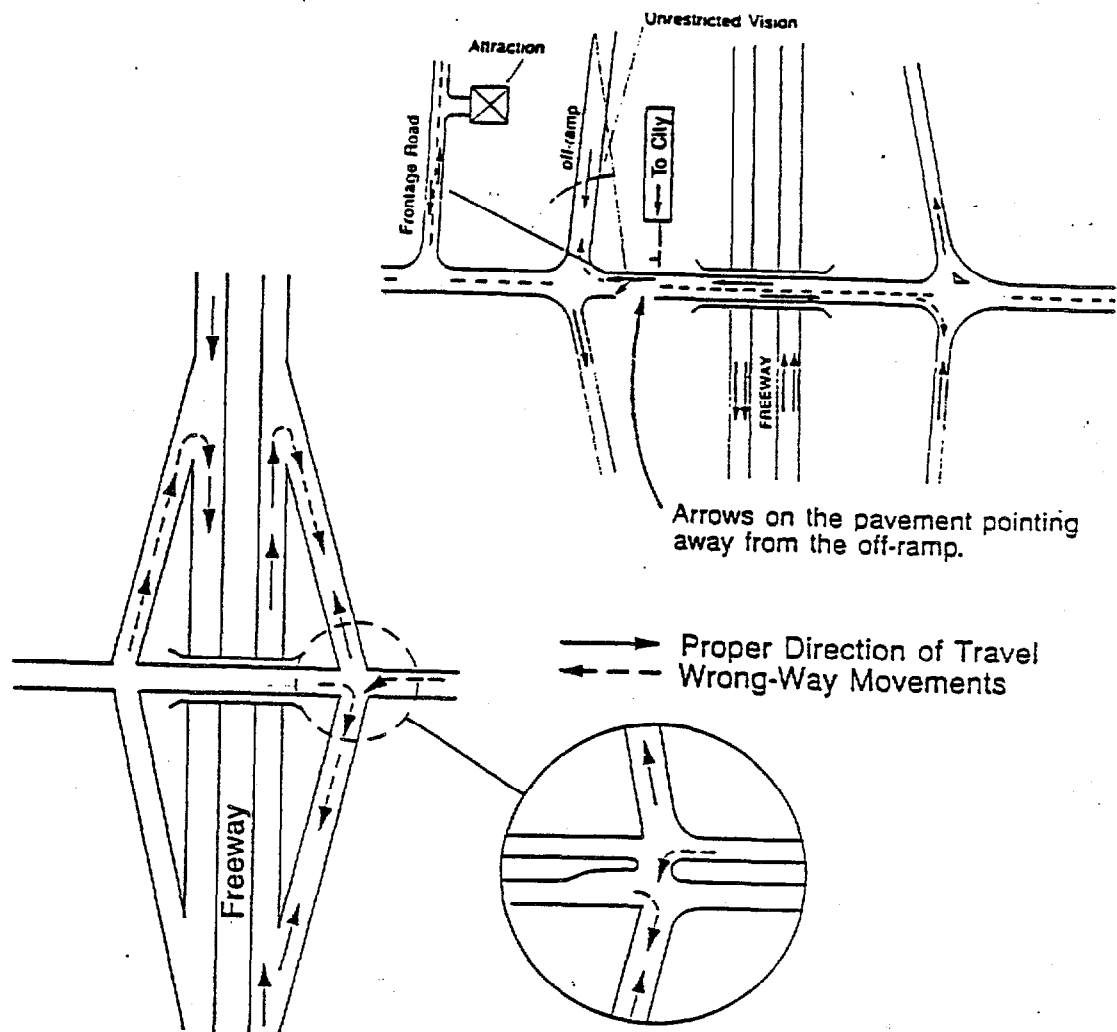 Unrestricted Vision
Attraction
Frontage Road
off-ramp
To City
FREEWAY
Arrows on the pavement pointing
away from the off-ramp.
Proper Direction of Travel
Wrong-Way Movements
Freeway